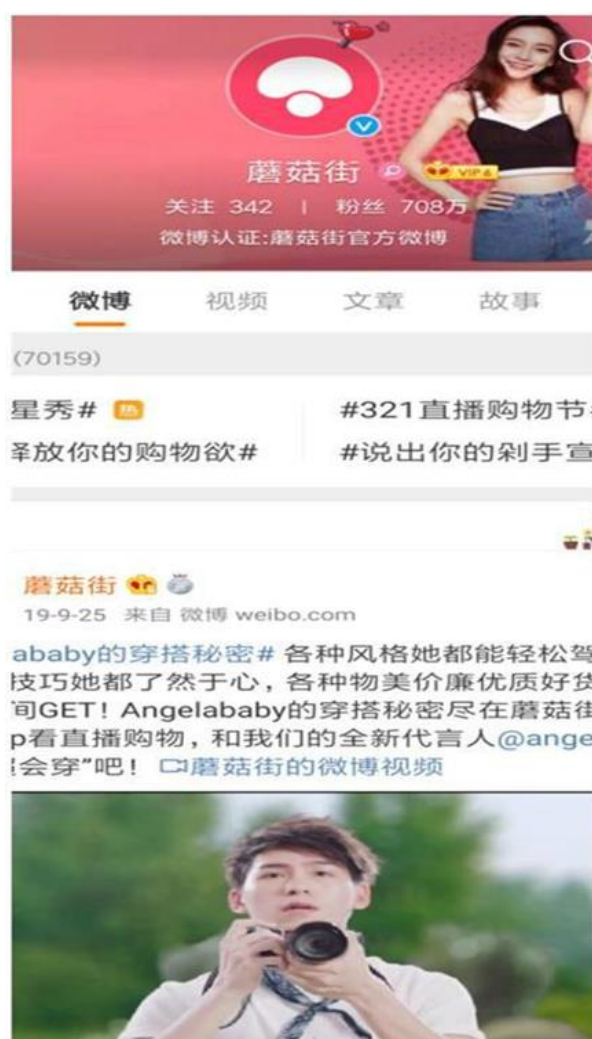 蘑菇街 VIP 6
关注 342 | 粉丝 708万
微博认证:蘑菇街官方微博
微博 视频 文章 故事
(70159)
星秀# 热 #321直播购物节
放你的购物欲# #说出你的剁手宣
蘑菇街
19-9-25 来自 微博 weibo.com
ababy的穿搭秘密# 各种风格她都能轻松驾
技巧她都了然于心，各种物美价廉优质好货
间GET！Angelababy的穿搭秘密尽在蘑菇街
p看直播购物，和我们的全新代言人@ange
会穿”吧！ 蘑菇街的微博视频